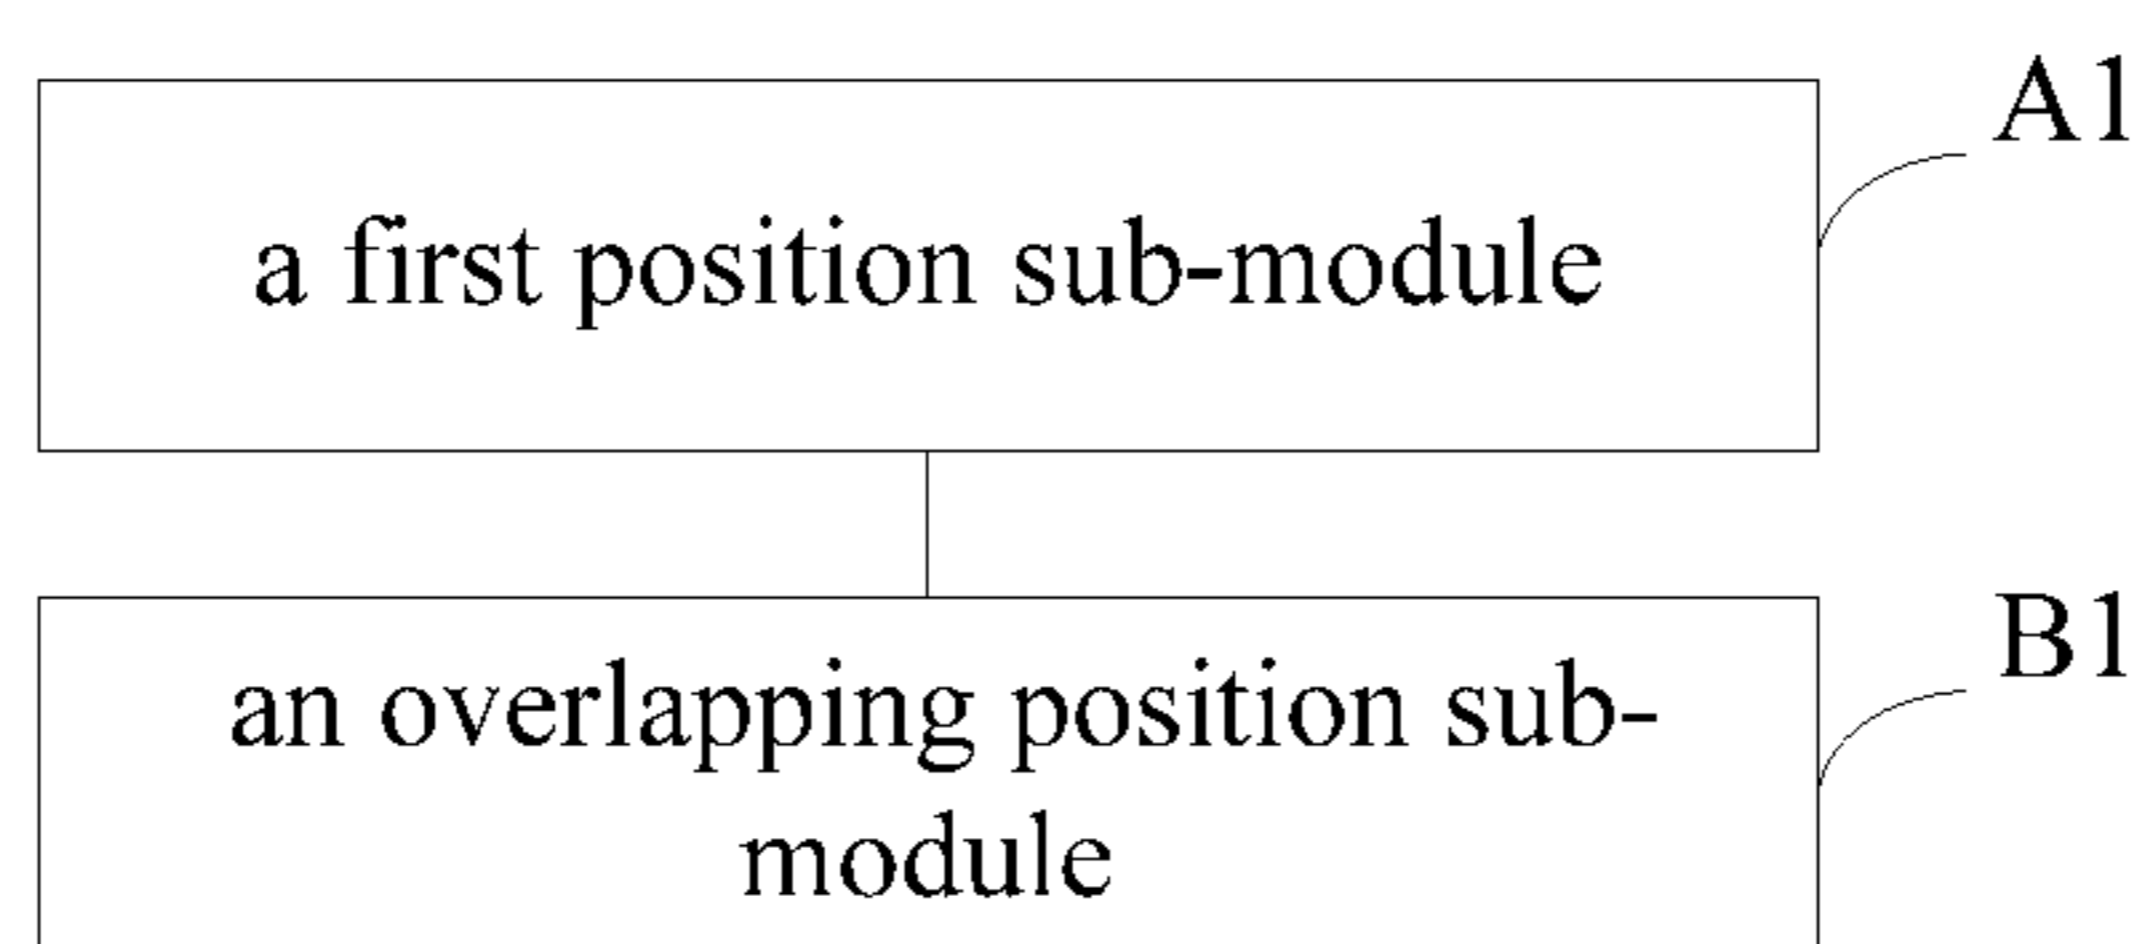 A1
a first position sub-module
B1
an overlapping position sub-
module